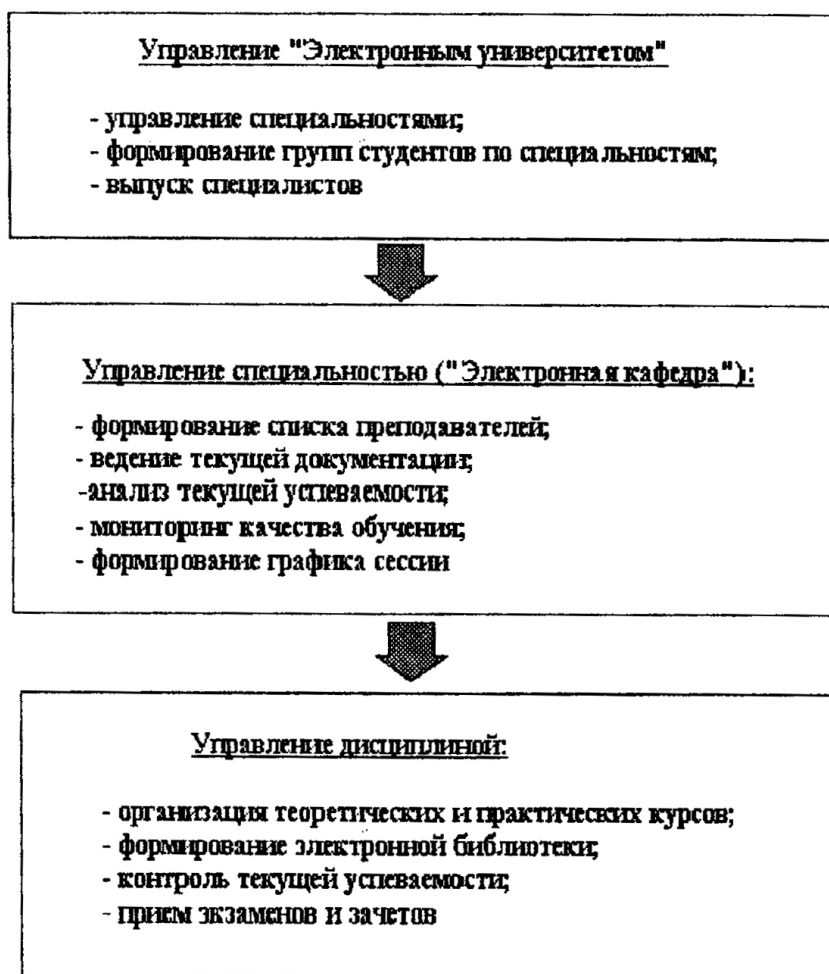 Управление "Электронным университетом"
- управление специальностями;
- формирование групп студентов по специальностям;
- выпуск специалистов
Управление специальностью ("Электронная кафедра"):
- формирование списка преподавателей;
- ведение текущей документации;
-анализ текущей успеваемости;
- мониторинг качества обучения;
- формирование графика сессии
Управление дисциплиной:
- организация теоретических и практических курсов;
- формирование электронной библиотеки;
- контроль текущей успеваемости;
- прием экзаменов и зачетов